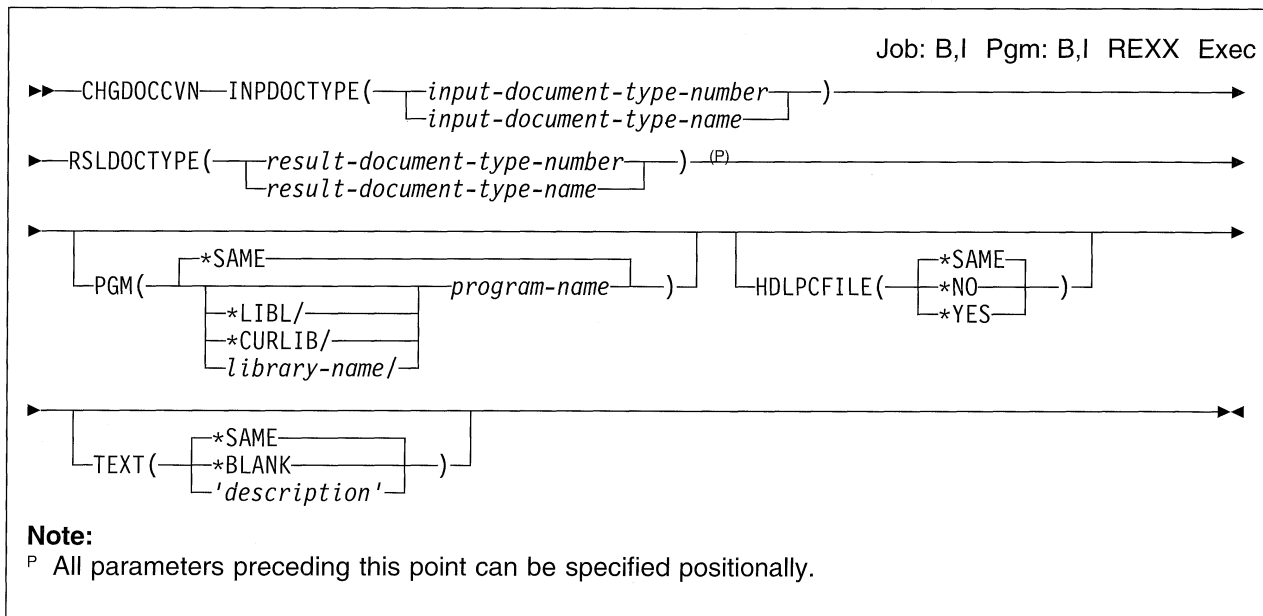 Job: B,I Pgm: B,I REXX Exec
CHGDOCCVN INPDOCTYPE( input-document-type-number )
input-document-type-name
RSLDOCTYPE( result-document-type-number ) (P)
result-document-type-name
*SAME *SAME
PGM( program-name ) HDLPCFILE( *NO )
*LIBL/ *YES
*CURLIB/
library-name/
*SAME
TEXT( *BLANK )
'description'
Note:
P All parameters preceding this point can be specified positionally.